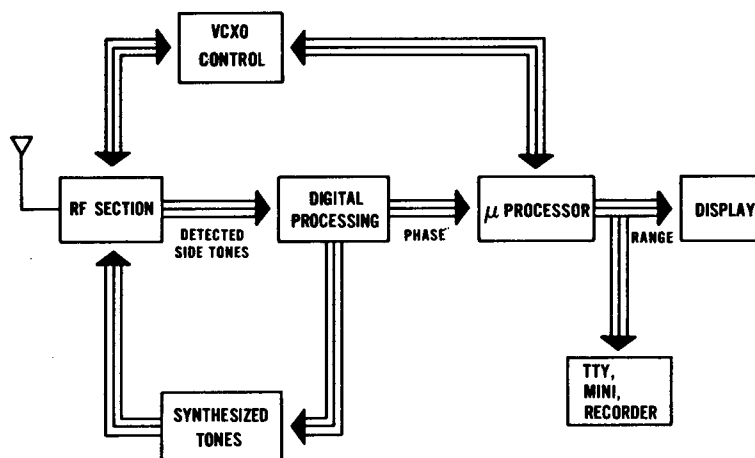 VCXO
CONTROL
RF SECTION
DETECTED
SIDE TONES
DIGITAL
PROCESSING
PHASE
μ PROCESSOR
RANGE
DISPLAY
SYNTHESIZED
TONES
TTY,
MINI,
RECORDER